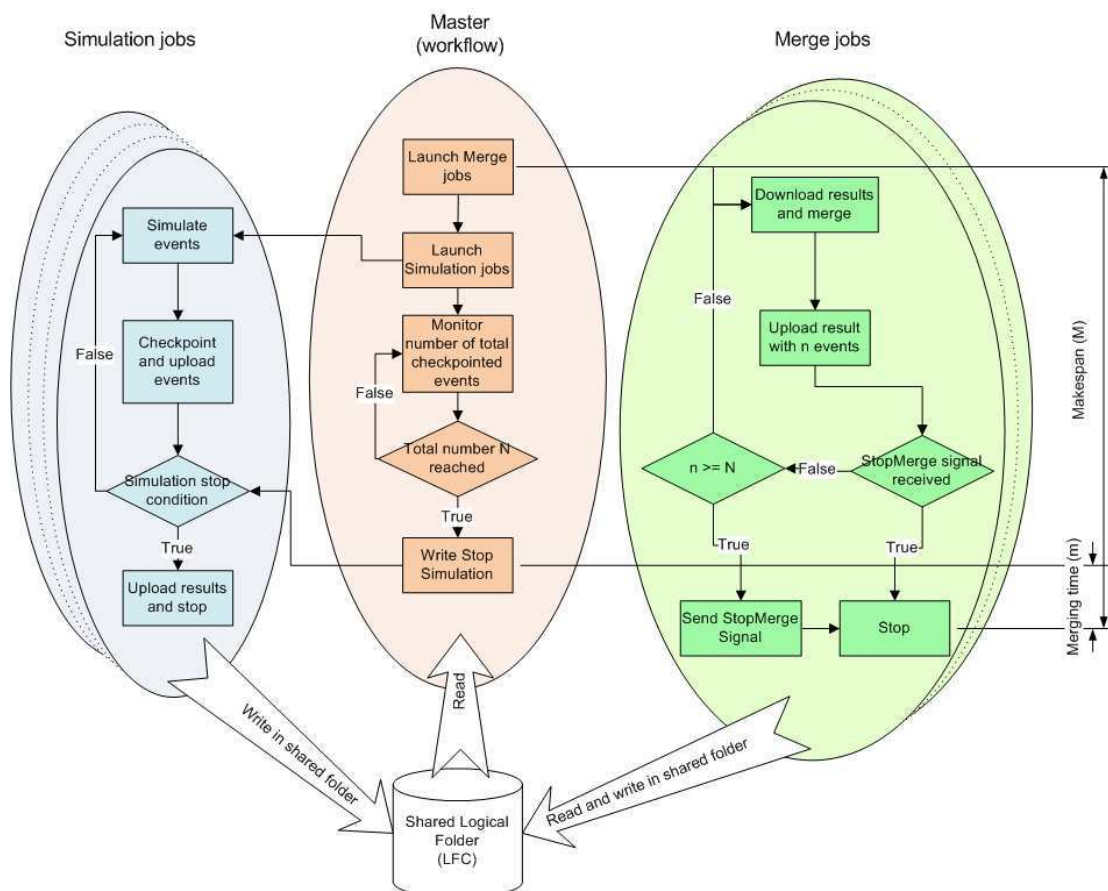 Simulation jobs
Master
(workflow)
Merge jobs
Simulate
events
Checkpoint
and upload
events
False
Simulation stop
condition
True
Upload results
and stop
Launch Merge
jobs
Launch
Simulation jobs
Monitor
number of total
checkpointed
events
False
Total number N
reached
True
Write Stop
Simulation
Download results
and merge
False
Upload result
with n events
n >= N
False
StopMerge signal
received
True
True
Send StopMerge
Signal
Stop
Makespan (M)
Merging time (m)
Write in shared folder
Read
Read and write in shared folder
Shared Logical
Folder
(LFC)